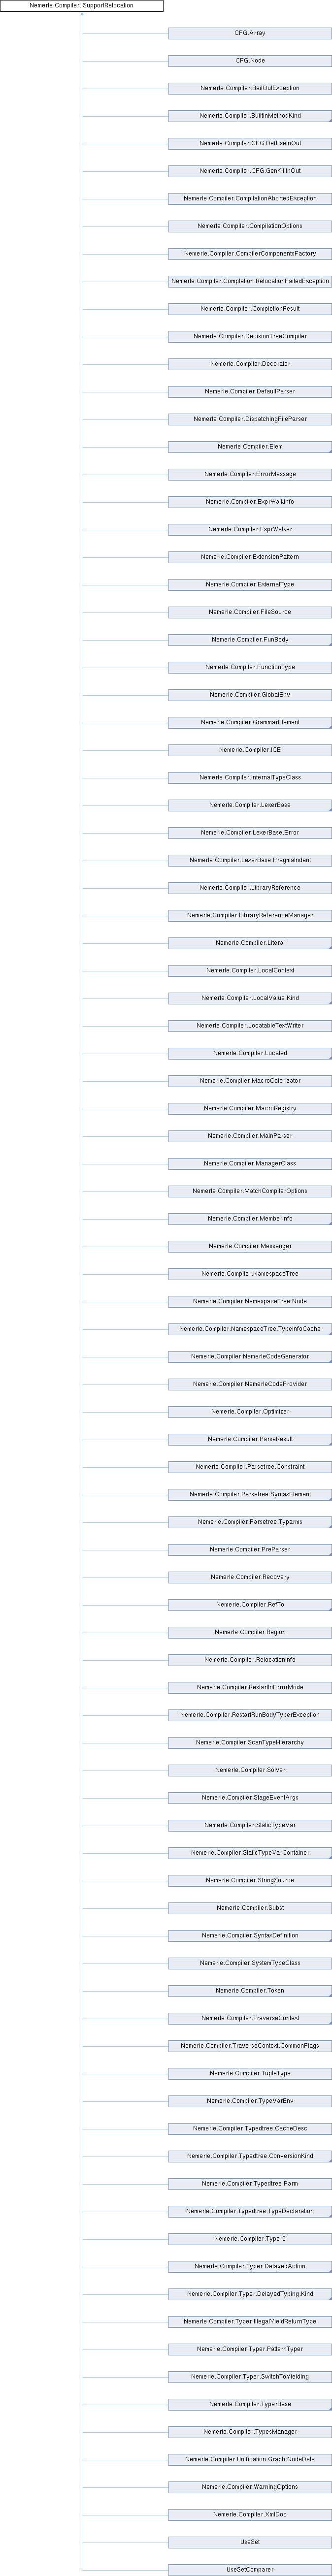 Nemerle.Compiler.ISupportRelocation
CFG.Array
CFG.Node
Nemerle.Compiler.BailOutException
Nemerle.Compiler.BuiltinMethodKind
Nemerle.Compiler.CFG.DefUseInOut
Nemerle.Compiler.CFG.GenKillInOut
Nemerle.Compiler.CompilationAbortedException
Nemerle.Compiler.CompilationOptions
Nemerle.Compiler.CompilerComponentsFactory
Nemerle.Compiler.Completion.RelocationFailedException
Nemerle.Compiler.CompletionResult
Nemerle.Compiler.DecisionTreeCompiler
Nemerle.Compiler.Decorator
Nemerle.Compiler.DefaultParser
Nemerle.Compiler.DispatchingFileParser
Nemerle.Compiler.Elem
Nemerle.Compiler.ErrorMessage
Nemerle.Compiler.ExprWalkInfo
Nemerle.Compiler.ExprWalker
Nemerle.Compiler.ExtensionPattern
Nemerle.Compiler.ExternalType
Nemerle.Compiler.FileSource
Nemerle.Compiler.FunBody
Nemerle.Compiler.FunctionType
Nemerle.Compiler.GlobalEnv
Nemerle.Compiler.GrammarElement
Nemerle.Compiler.ICE
Nemerle.Compiler.InternalTypeClass
Nemerle.Compiler.LexerBase
Nemerle.Compiler.LexerBase.Error
Nemerle.Compiler.LexerBase.PragmaIndent
Nemerle.Compiler.LibraryReference
Nemerle.Compiler.LibraryReferenceManager
Nemerle.Compiler.Literal
Nemerle.Compiler.LocalContext
Nemerle.Compiler.LocalValue.Kind
Nemerle.Compiler.LocatableTextWriter
Nemerle.Compiler.Located
Nemerle.Compiler.MacroColorizator
Nemerle.Compiler.MacroRegistry
Nemerle.Compiler.MainParser
Nemerle.Compiler.ManagerClass
Nemerle.Compiler.MatchCompilerOptions
Nemerle.Compiler.MemberInfo
Nemerle.Compiler.Messenger
Nemerle.Compiler.NamespaceTree
Nemerle.Compiler.NamespaceTree.Node
Nemerle.Compiler.NamespaceTree.TypeInfoCache
Nemerle.Compiler.NemerleCodeGenerator
Nemerle.Compiler.NemerleCodeProvider
Nemerle.Compiler.Optimizer
Nemerle.Compiler.ParseResult
Nemerle.Compiler.Parsetree.Constraint
Nemerle.Compiler.Parsetree.SyntaxElement
Nemerle.Compiler.Parsetree.Typarms
Nemerle.Compiler.PreParser
Nemerle.Compiler.Recovery
Nemerle.Compiler.RefTo
Nemerle.Compiler.Region
Nemerle.Compiler.RelocationInfo
Nemerle.Compiler.RestartInErrorMode
Nemerle.Compiler.RestartRunBodyTyperException
Nemerle.Compiler.ScanTypeHierarchy
Nemerle.Compiler.Solver
Nemerle.Compiler.StageEventArgs
Nemerle.Compiler.StaticTypeVar
Nemerle.Compiler.StaticTypeVarContainer
Nemerle.Compiler.StringSource
Nemerle.Compiler.Subst
Nemerle.Compiler.SyntaxDefinition
Nemerle.Compiler.SystemTypeClass
Nemerle.Compiler.Token
Nemerle.Compiler.TraverseContext
Nemerle.Compiler.TraverseContext.CommonFlags
Nemerle.Compiler.TupleType
Nemerle.Compiler.TypeVarEnv
Nemerle.Compiler.Typedtree.CacheDesc
Nemerle.Compiler.Typedtree.ConversionKind
Nemerle.Compiler.Typedtree.Parm
Nemerle.Compiler.Typedtree.TypeDeclaration
Nemerle.Compiler.Typer2
Nemerle.Compiler.Typer.DelayedAction
Nemerle.Compiler.Typer.DelayedTyping.Kind
Nemerle.Compiler.Typer.IllegalYieldReturnType
Nemerle.Compiler.Typer.PatternTyper
Nemerle.Compiler.Typer.SwitchToYielding
Nemerle.Compiler.TyperBase
Nemerle.Compiler.TypesManager
Nemerle.Compiler.Unification.Graph.NodeData
Nemerle.Compiler.WarningOptions
Nemerle.Compiler.XmlDoc
UseSet
UseSetComparer